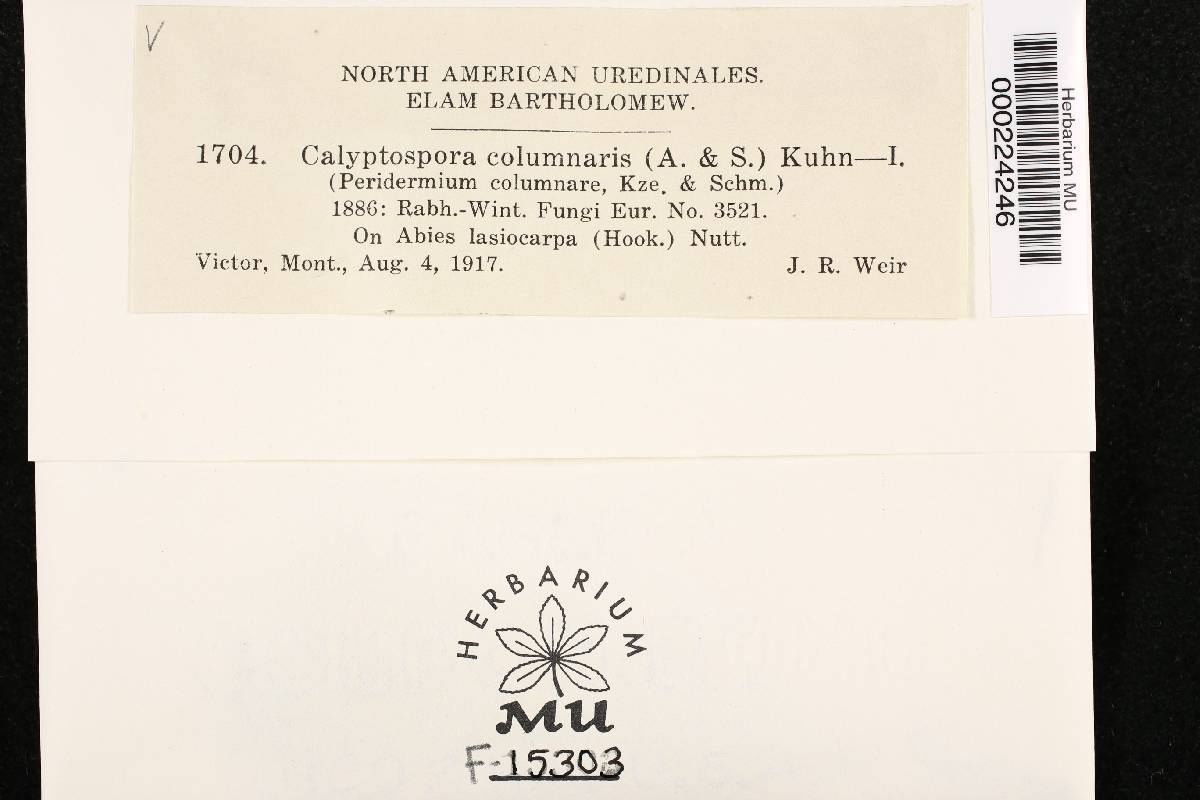 V
NORTH AMERICAN UREDINALES.
ELAM BARTHOLOMEW.
1704. Calyptospora columnaris (A. & S.) Kuhn—I.
(Peridermium columnare, Kze. & Schm.)
1886: Rabh.-Wint. Fungi Eur. No. 3521.
On Abies lasiocarpa (Hook.) Nutt.
Victor, Mont., Aug. 4, 1917. J. R. Weir
Herbarium MU
000224246
HERBARIUM
MU
F-15303